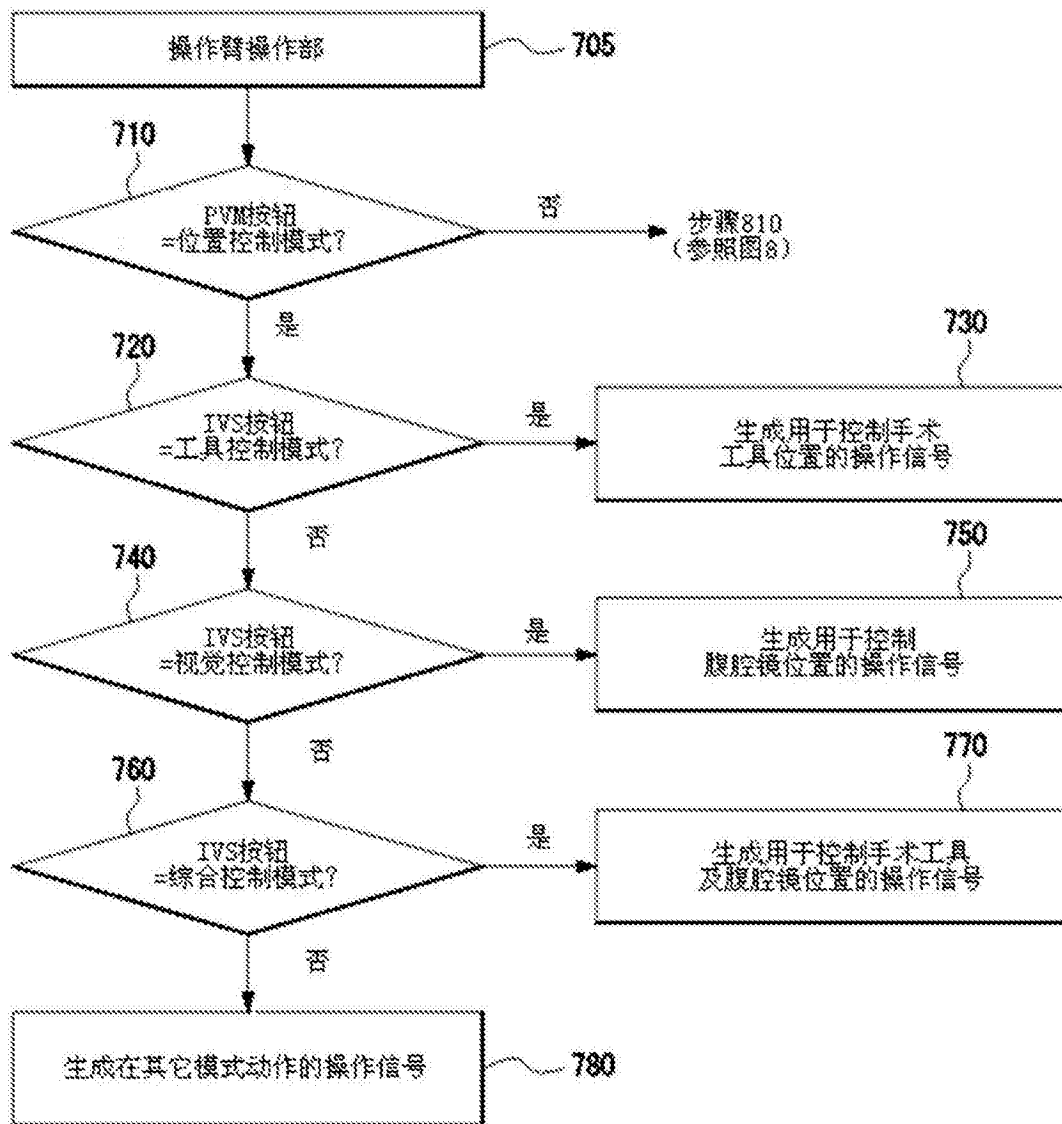 操作臂操作部
705
710
PVM按钮
=位置控制模式?
否
步骤810
(参照图8)
是
720
IVS按钮
=工具控制模式?
是
730
生成用于控制手术
工具位置的操作信号
否
740
IVS按钮
=视觉控制模式?
是
750
生成用于控制
腹腔镜位置的操作信号
否
760
IVS按钮
=综合控制模式?
是
770
生成用于控制手术工具
及腹腔镜位置的操作信号
否
生成在其它模式动作的操作信号
780